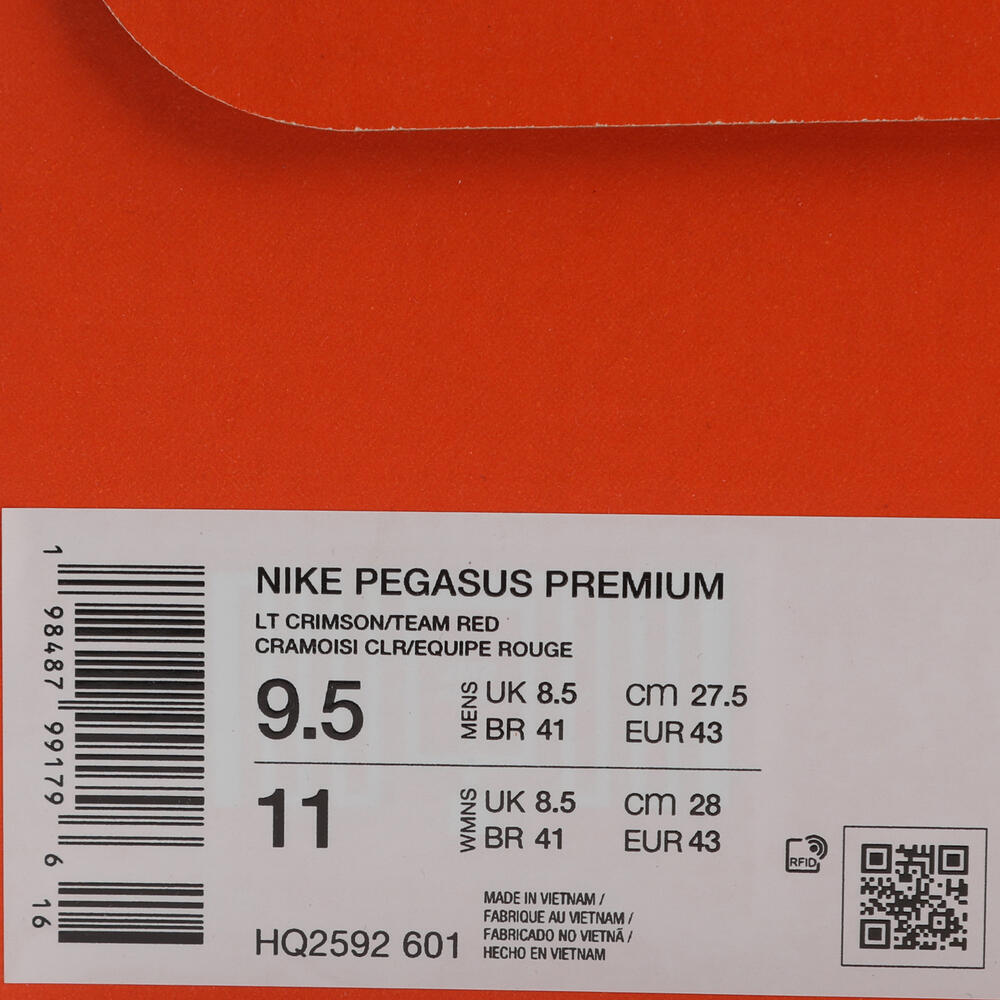 NIKE PEGASUS PREMIUM
LT CRIMSON/TEAM RED
CRAMOISI CLR/EQUIPE ROUGE
9.5 MENS UK 8.5 cm 27.5
BR 41 EUR 43
11 WMNS UK 8.5 cm 28
BR 41 EUR 43
HQ2592 601
MADE IN VIETNAM /
FABRIQUE AU VIETNAM /
FABRICADO NO VIETNÃ /
HECHO EN VIETNAM
RFID
1 98487 99179 6 16